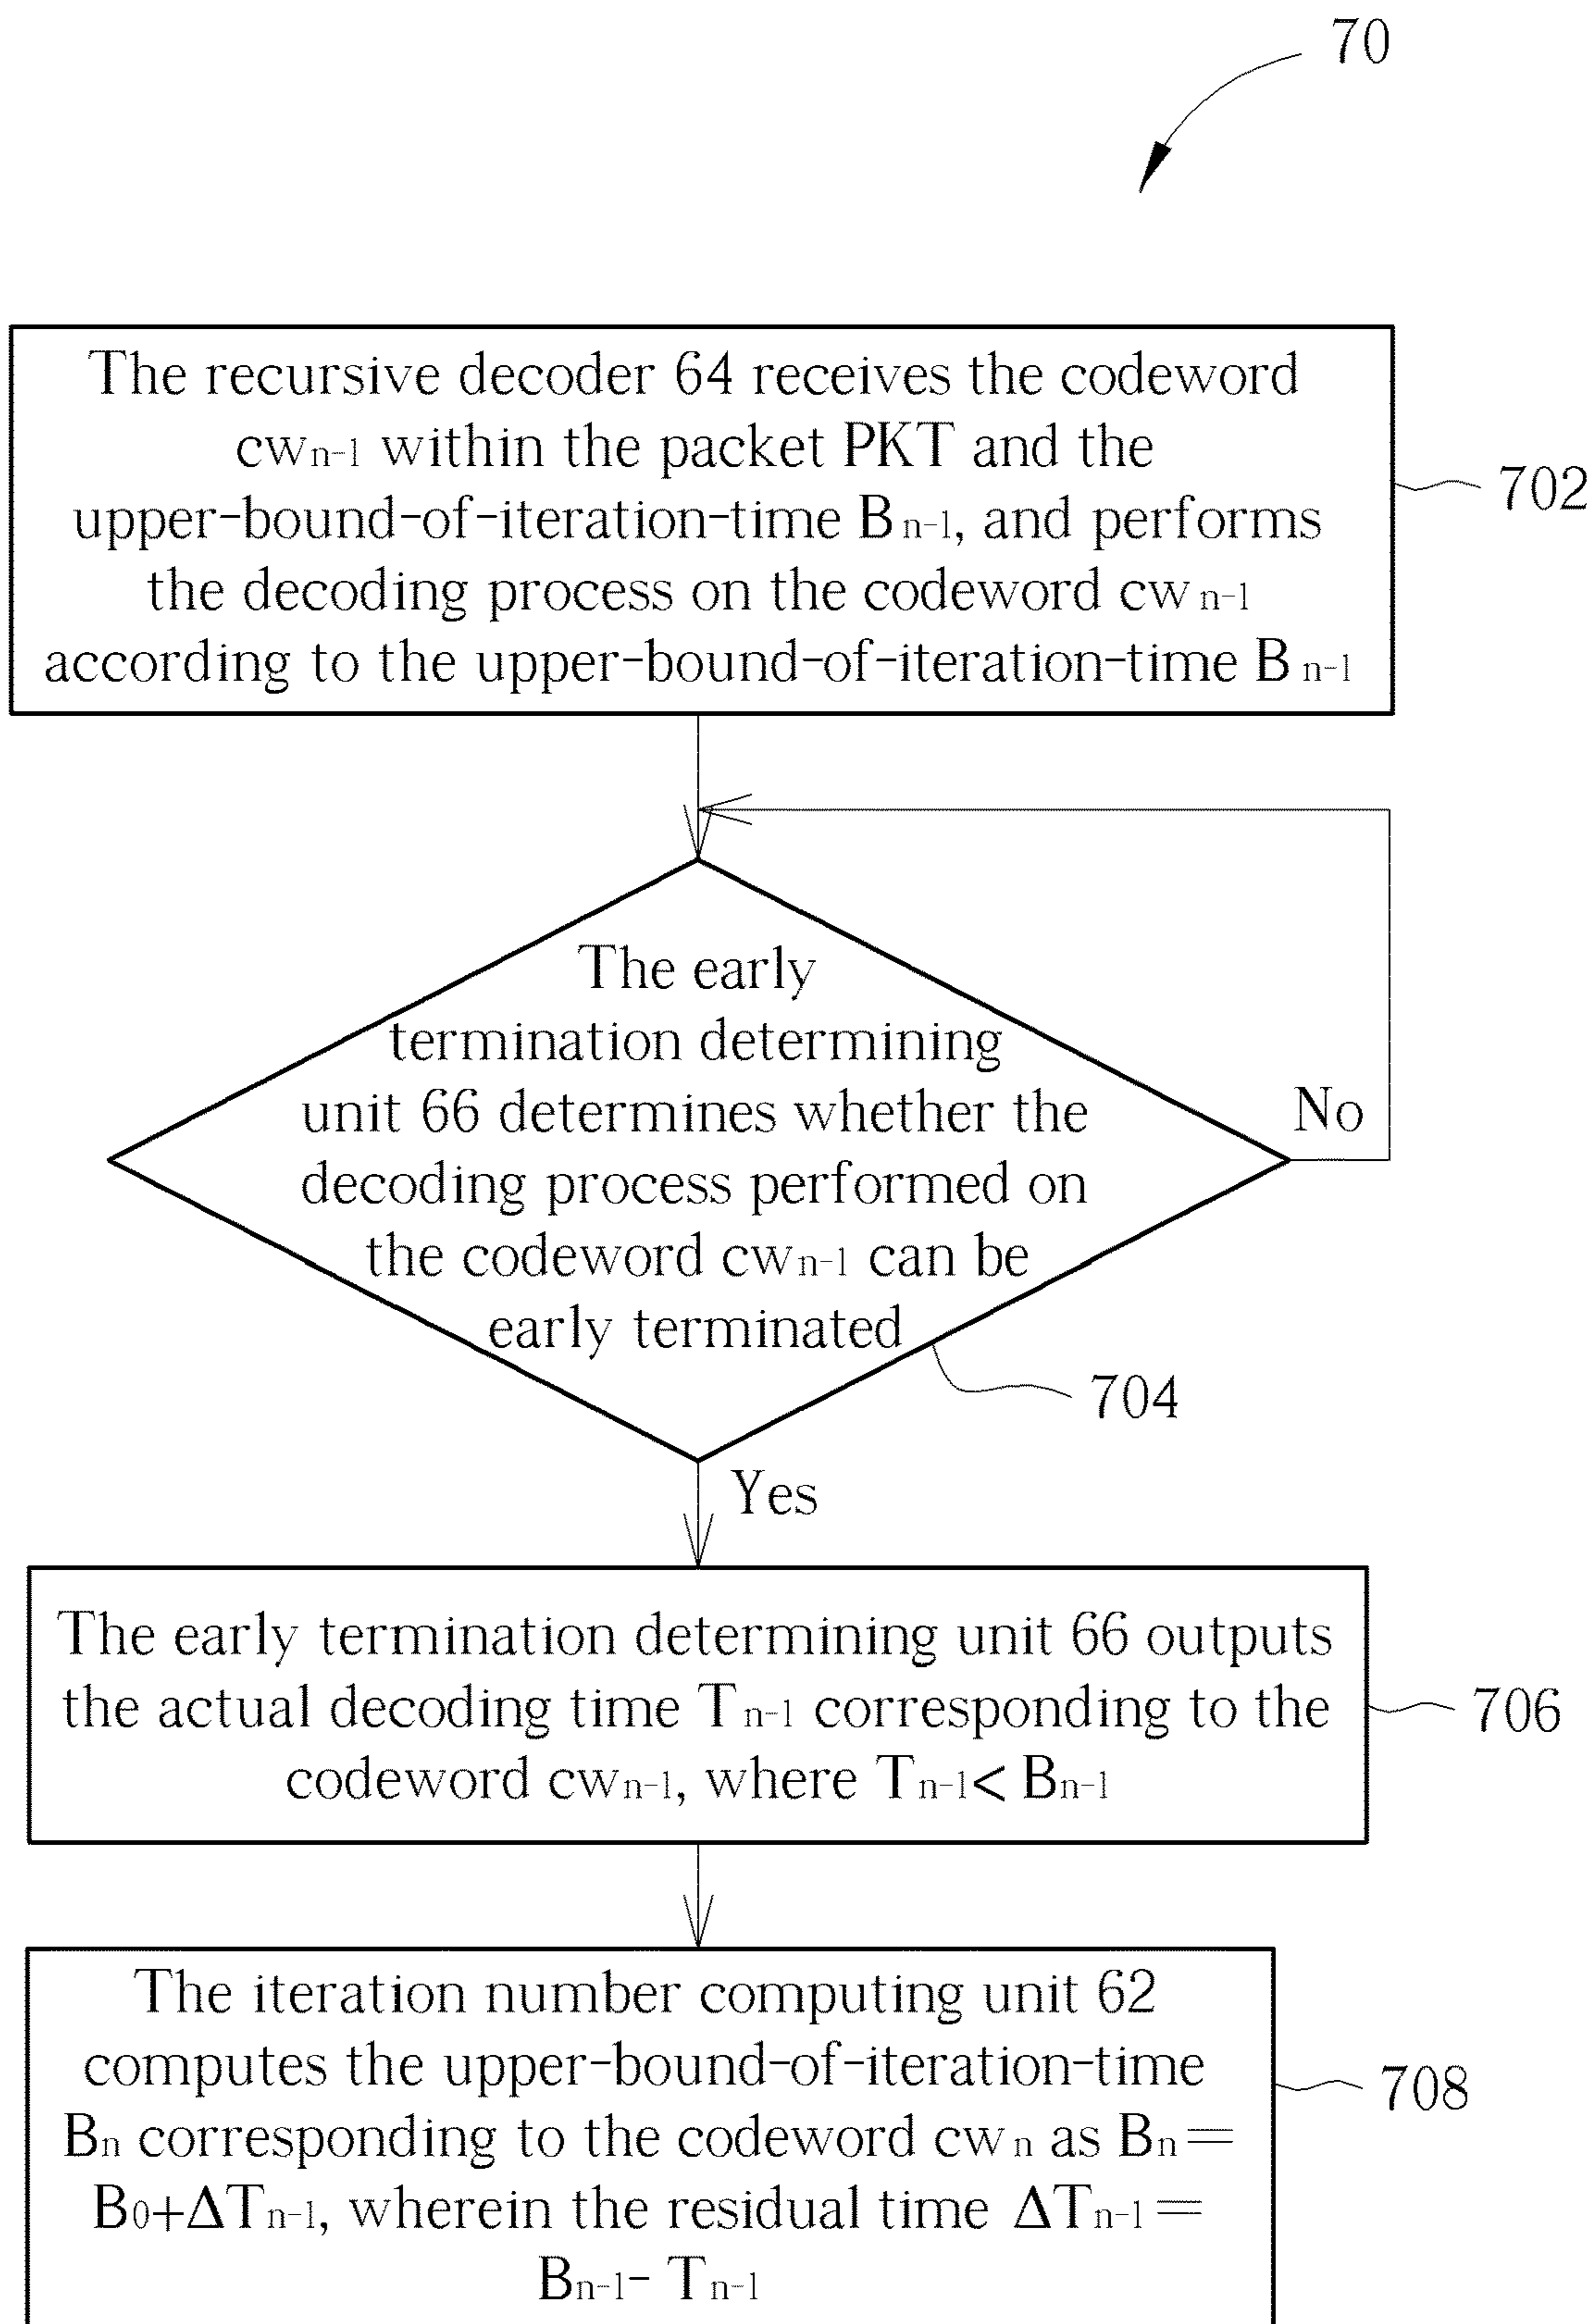 70
The recursive decoder 64 receives the codeword
cwn-1 within the packet PKT and the
upper-bound-of-iteration-time Bn-1, and performs
the decoding process on the codeword cwn-1
according to the upper-bound-of-iteration-time Bn-1
702
The early
termination determining
unit 66 determines whether the
decoding process performed on
the codeword cwn-1 can be
early terminated
No
704
Yes
The early termination determining unit 66 outputs
the actual decoding time Tn-1 corresponding to the
codeword cwn-1, where Tn-1< Bn-1
706
The iteration number computing unit 62
computes the upper-bound-of-iteration-time
Bn corresponding to the codeword cwn as Bn=
B0+ΔTn-1, wherein the residual time ΔTn-1=
Bn-1- Tn-1
708